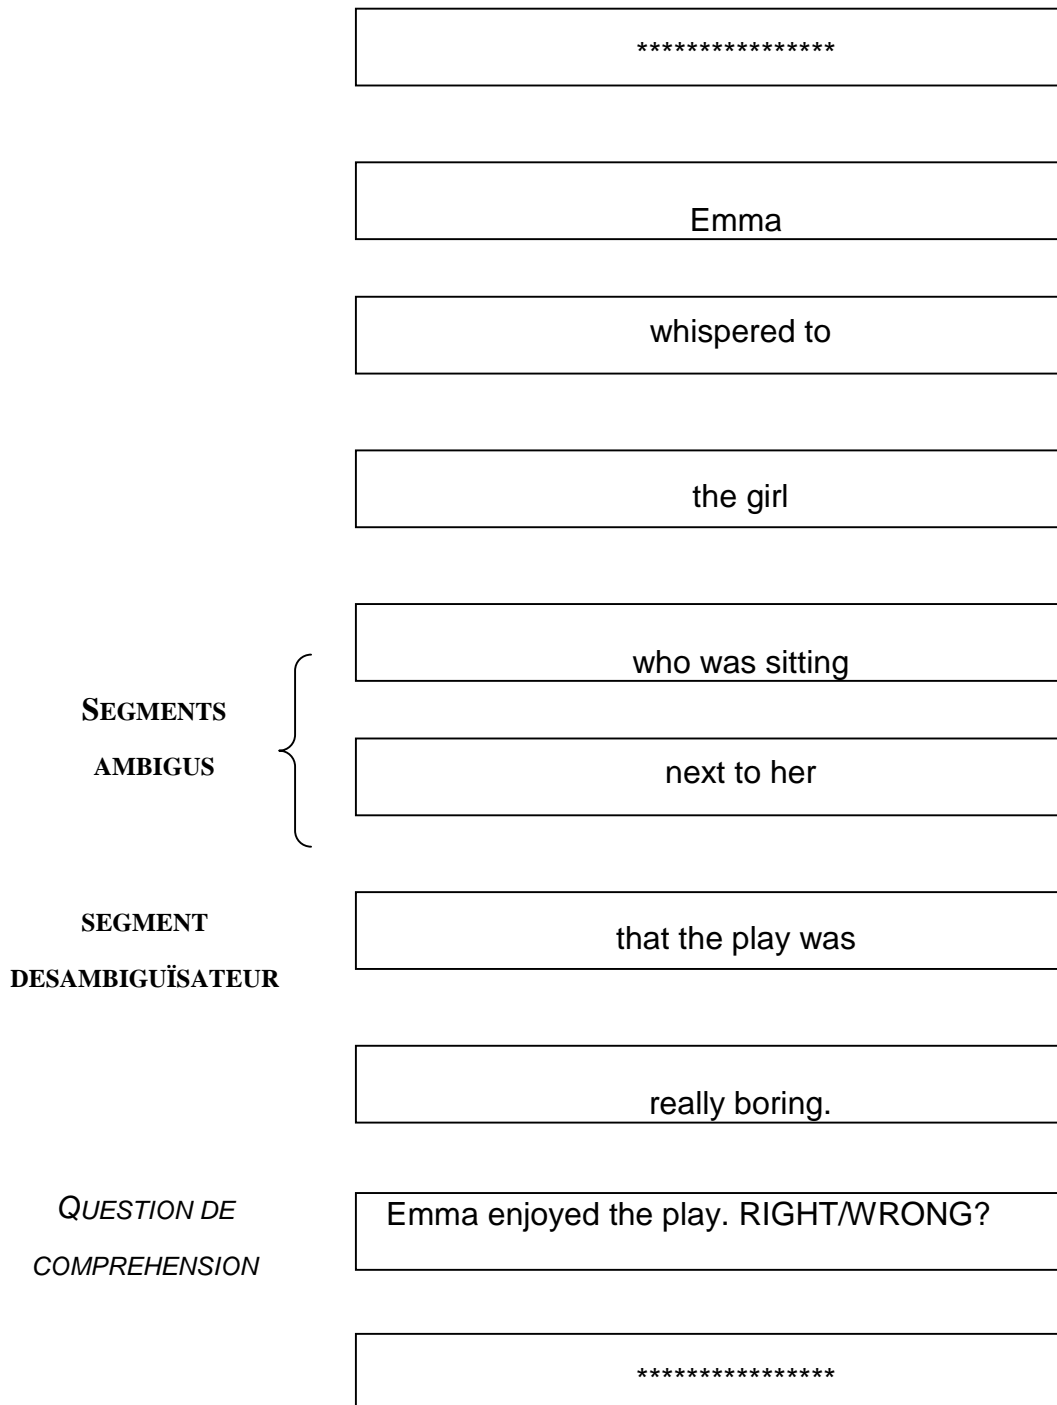 ****************
Emma
whispered to
the girl
who was sitting
SEGMENTS
AMBIGUS
next to her
SEGMENT
DESAMBIGUÏSATEUR
that the play was
really boring.
QUESTION DE
COMPREHENSION
Emma enjoyed the play. RIGHT/WRONG?
****************